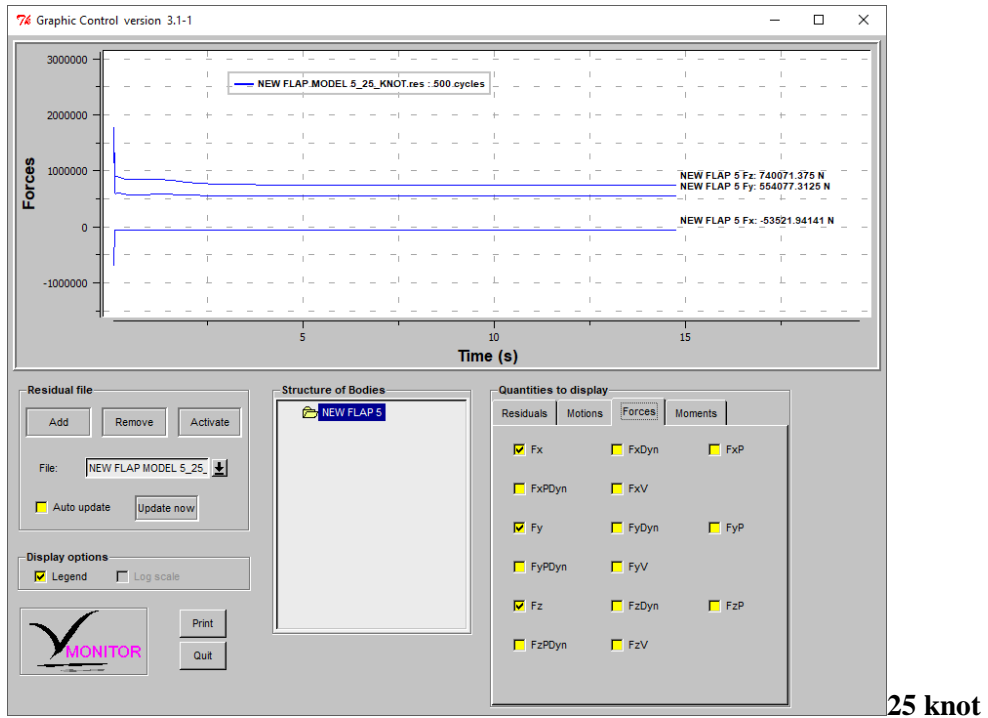 Graphic Control version 3.1-1
3000000
2000000
1000000
0
-1000000
Forces
NEW FLAP MODEL 5_25_KNOT.res : 500 cycles
NEW FLAP 5 Fz: 740071.375 N
NEW FLAP 5 Fy: 554077.3125 N
NEW FLAP 5 Fx: -53521.94141 N
5 10 15
Time (s)
Residual file
Add Remove Activate
File: NEW FLAP MODEL 5_25_
Auto update Update now
Display options
Legend Log scale
MONITOR
Print
Quit
Structure of Bodies
NEW FLAP 5
Quantities to display
Residuals Motions Forces Moments
Fx FxDyn FxP
FxPDyn FxV
Fy FyDyn FyP
FyPDyn FyV
Fz FzDyn FzP
FzPDyn FzV
25 knot